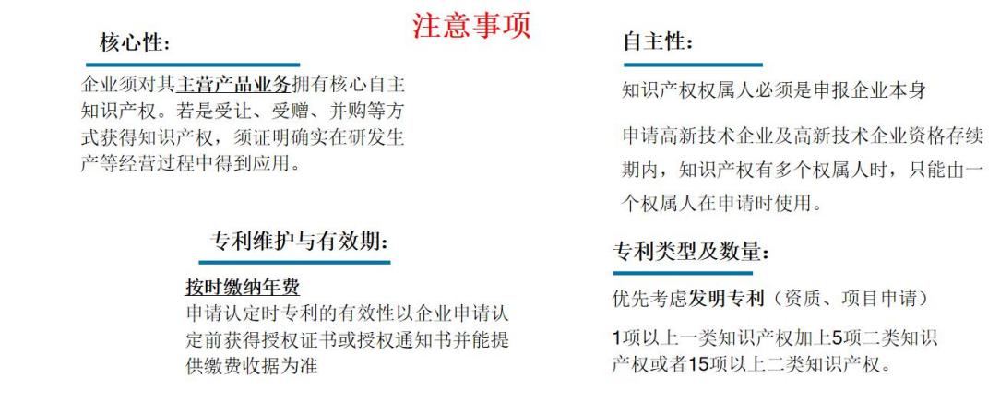 注意事项
核心性：
企业须对其主营产品业务拥有核心自主
知识产权。若是受让、受赠、并购等方
式获得知识产权，须证明确实在研发生
产等经营过程中得到应用。
自主性：
知识产权权属人必须是申报企业本身
申请高新技术企业及高新技术企业资格存续
期内，知识产权有多个权属人时，只能由一
个权属人在申请时使用。
专利维护与有效期：
按时缴纳年费
申请认定时专利的有效性以企业申请认
定前获得授权证书或授权通知书并能提
供缴费收据为准
专利类型及数量：
优先考虑发明专利（资质、项目申请）
1项以上一类知识产权加上5项二类知识
产权或者15项以上二类知识产权。